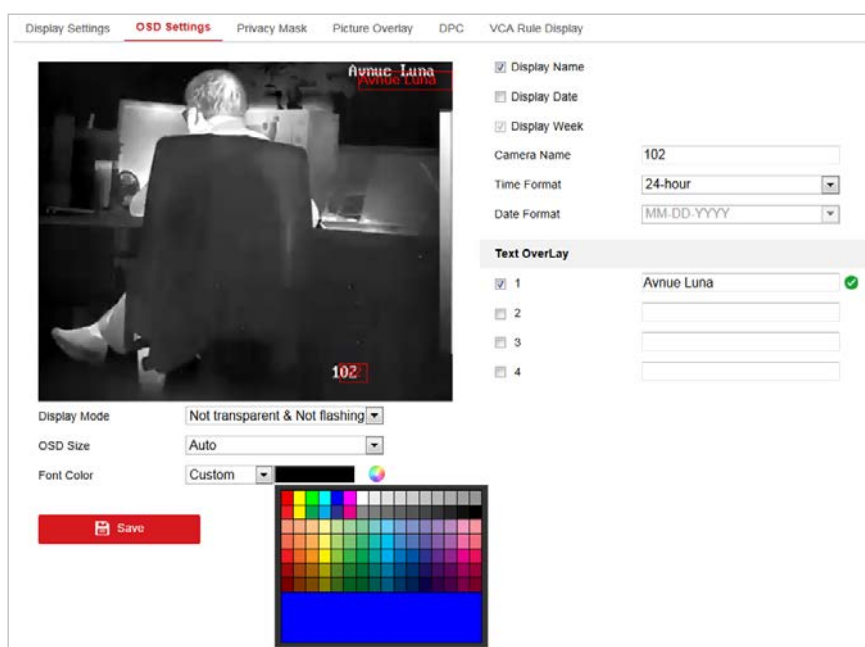 Display Settings OSD Settings Privacy Mask Picture Overlay DPC VCA Rule Display
Avnue Luna
Avnue Luna
102
Display Mode Not transparent & Not flashing
OSD Size Auto
Font Color Custom
Save
Display Name
Display Date
Display Week
Camera Name 102
Time Format 24-hour
Date Format MM-DD-YYYY
Text OverLay
1 Avnue Luna
2
3
4